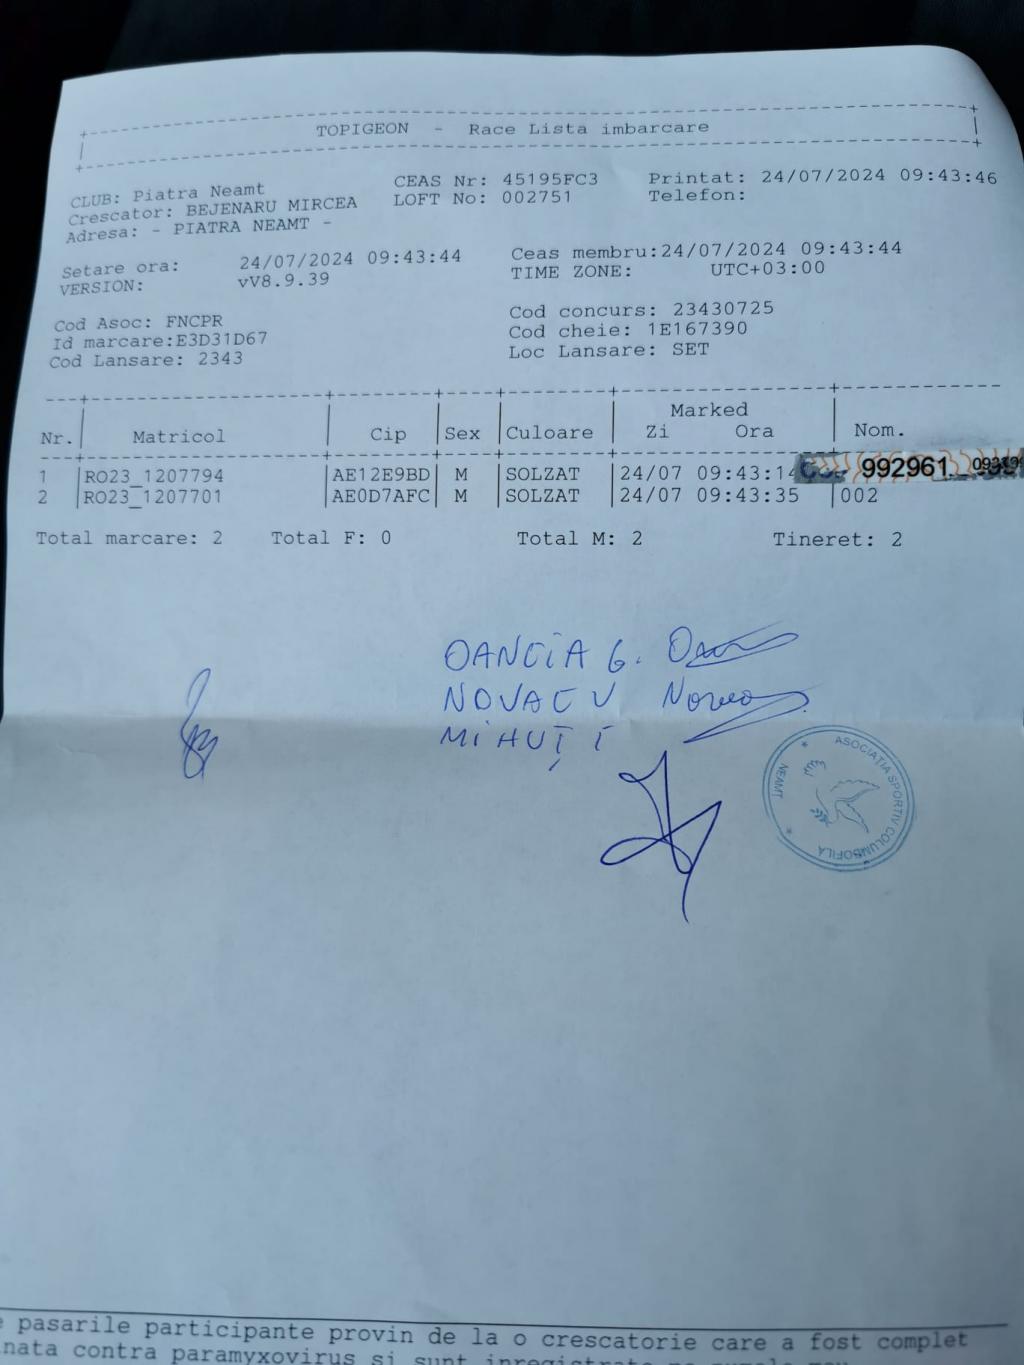 TOPIGEON - Race Lista imbarcare
CLUB: Piatra Neamt CEAS Nr: 45195FC3 Printat: 24/07/2024 09:43:46
Crescator: BEJENARU MIRCEA LOFT No: 002751 Telefon:
Adresa: - PIATRA NEAMT -
Setare ora: 24/07/2024 09:43:44 Ceas membru:24/07/2024 09:43:44
VERSION: vV8.9.39 TIME ZONE: UTC+03:00
Cod Asoc: FNCPR Cod concurs: 23430725
Id marcare:E3D31D67 Cod cheie: 1E167390
Cod Lansare: 2343 Loc Lansare: SET
Marked
Nr. Matricol Cip Sex Culoare Zi Ora Nom.
1 RO23_1207794 AE12E9BD M SOLZAT 24/07 09:43:14 992961
2 RO23_1207701 AE0D7AFC M SOLZAT 24/07 09:43:35 002
Total marcare: 2 Total F: 0 Total M: 2 Tineret: 2
OANCIA G.
NOVAC V
MIHUȚ I
ASOCIAȚIA SPORTIV COLUMBOFILĂ
NEAMT
pasarile participante provin de la o crescatorie care a fost complet
nata contra paramyxovirus si sunt